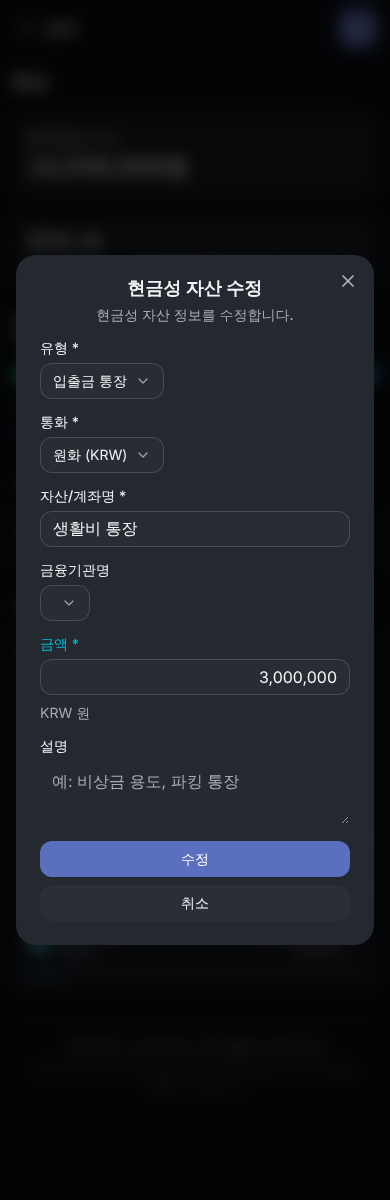 현금성 자산 수정
현금성 자산 정보를 수정합니다.
유형 *
입출금 통장
통화 *
원화 (KRW)
자산/계좌명 *
생활비 통장
금융기관명
금액 *
3,000,000
KRW 원
설명
예: 비상금 용도, 파킹 통장
수정
취소